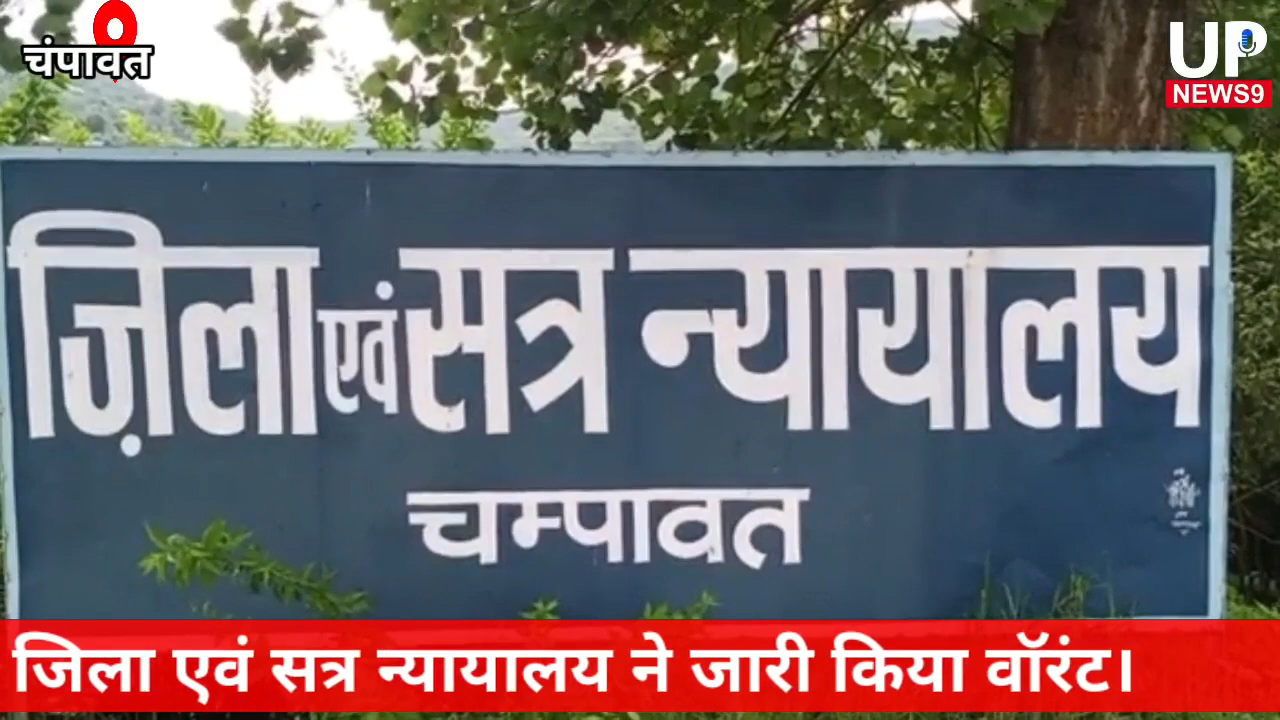 चंपावत
UP
NEWS9
ज़िला एवं सत्र न्यायालय
चम्पावत
जिला एवं सत्र न्यायालय ने जारी किया वॉरंट।